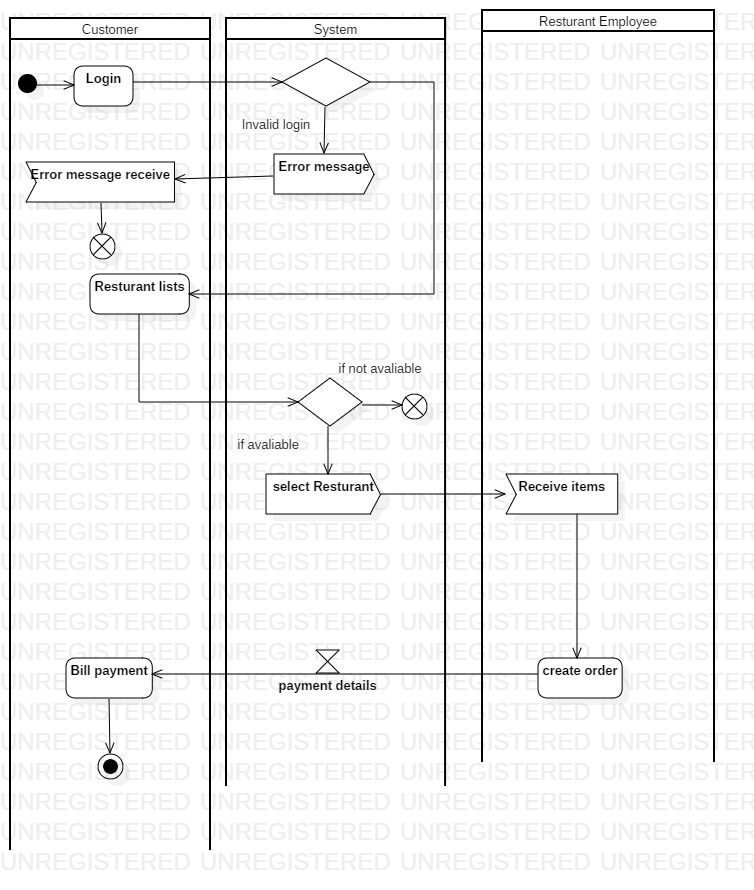 Customer
System
Resturant Employee
Login
Invalid login
Error message
Error message receive
Resturant lists
if not avaliable
if avaliable
select Resturant
Receive items
Bill payment
payment details
create order
UNREGISTERED